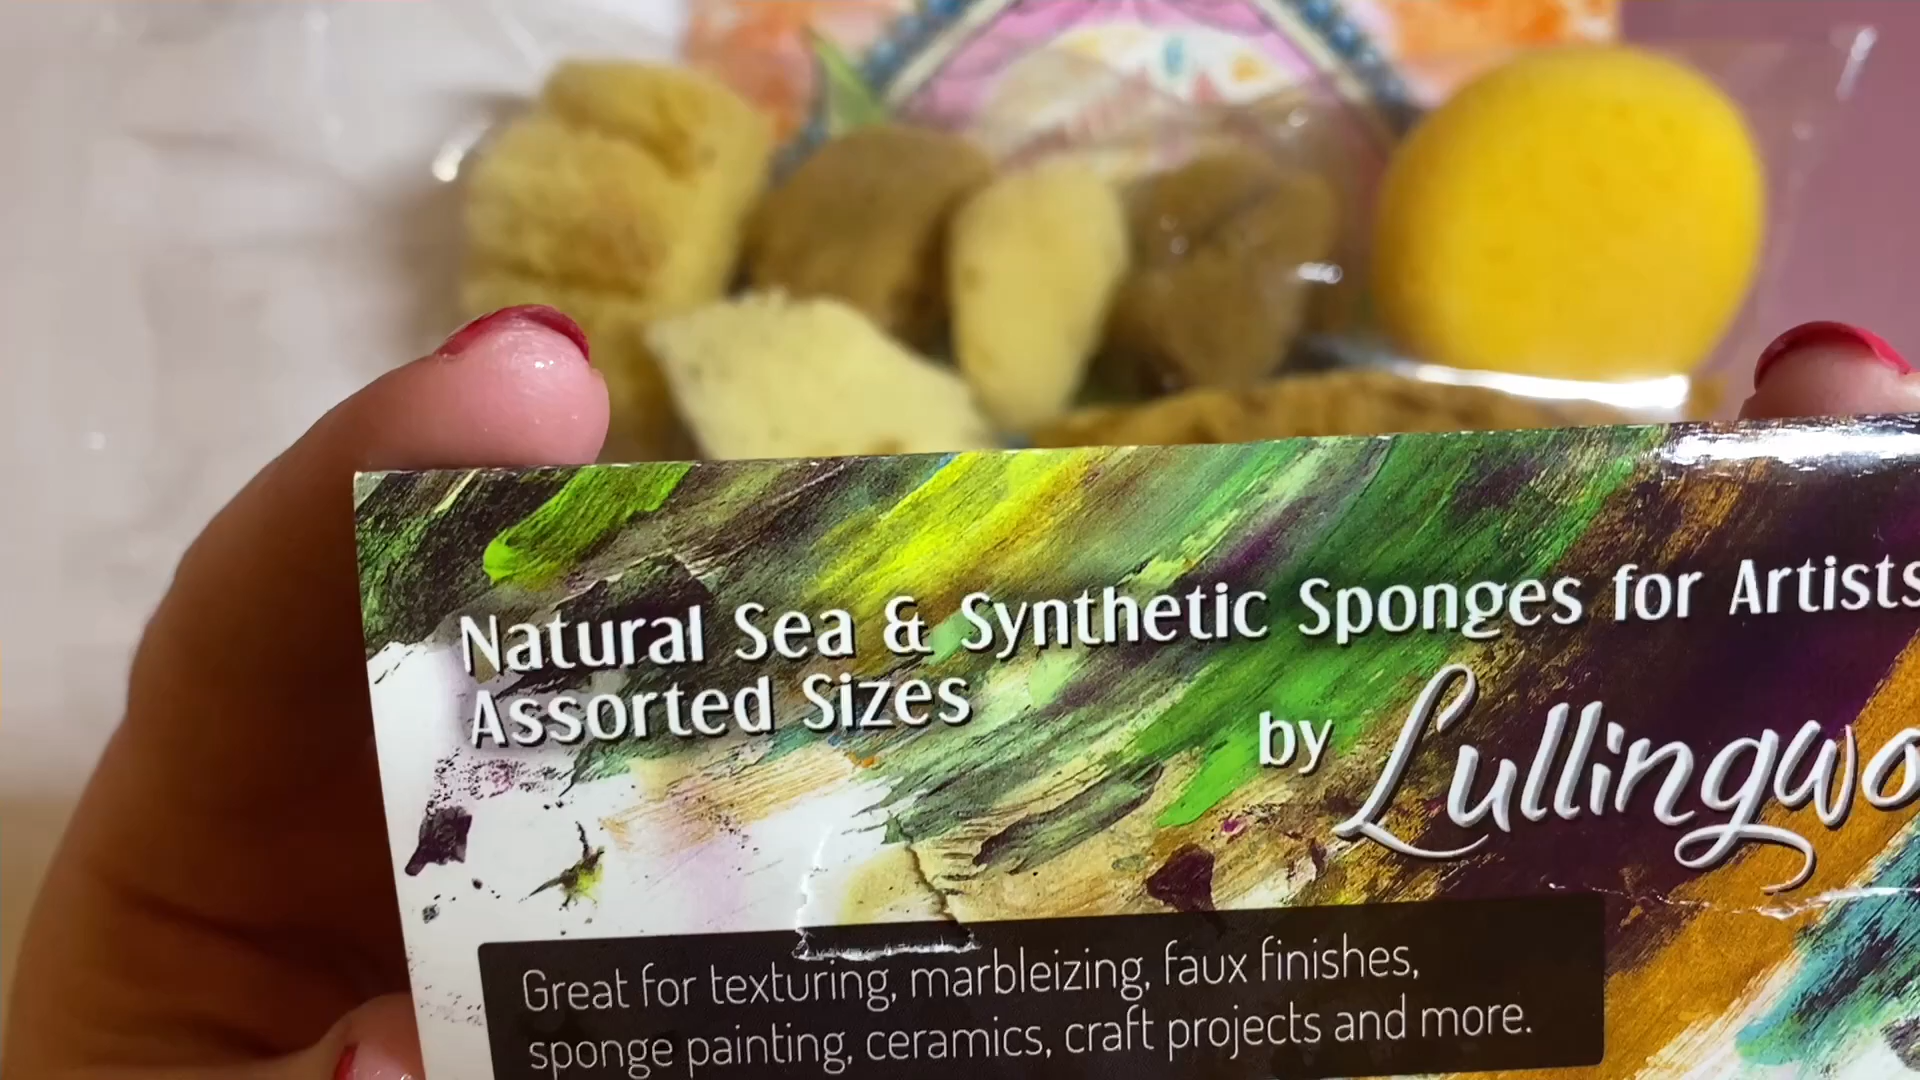 Natural Sea & Synthetic Sponges for Artists
Assorted Sizes
by
Great for texturing, marbleizing, faux finishes,
sponge painting, ceramics, craft projects and more.